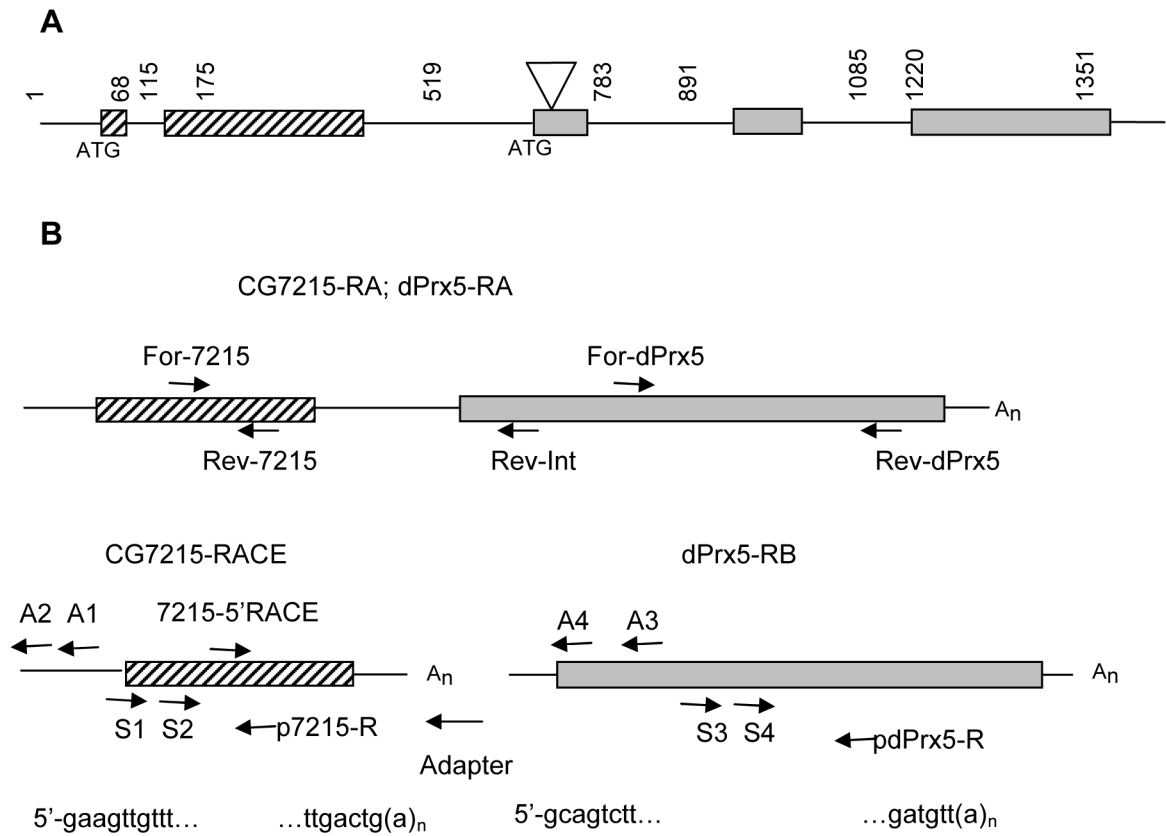 A
1 68 115 175 519 783 891 1085 1220 1351
ATG ATG
B
CG7215-RA; dPrx5-RA
For-7215 For-dPrx5
An
Rev-7215 Rev-Int Rev-dPrx5
CG7215-RACE dPrx5-RB
A2 A1 7215-5’RACE A4 A3
An An
S1 S2 p7215-R S3 S4 pdPrx5-R
Adapter
5’-gaagttgttt… …ttgactg(a)n 5’-gcagtctt… …gatgtt(a)n